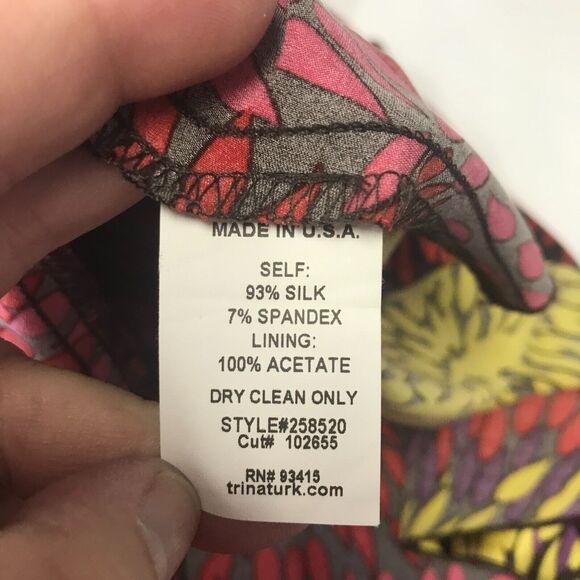 MADE IN U.S.A.
SELF:
93% SILK
7% SPANDEX
LINING:
100% ACETATE
DRY CLEAN ONLY
STYLE#258520
Cut# 102655
RN# 93415
trinaturk.com